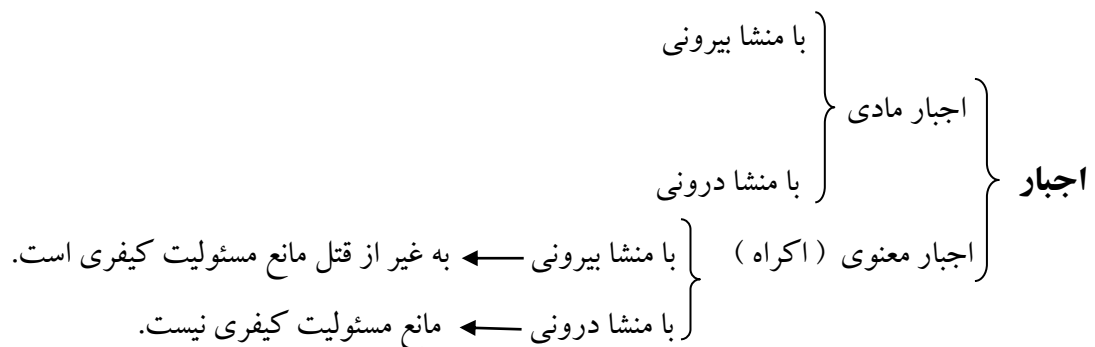 با منشا بیرونی
اجبار مادی
با منشا درونی
اجبار
اجبار معنوی ( اکراه ) با منشا بیرونی به غیر از قتل مانع مسئولیت کیفری است.
با منشا درونی مانع مسئولیت کیفری نیست.